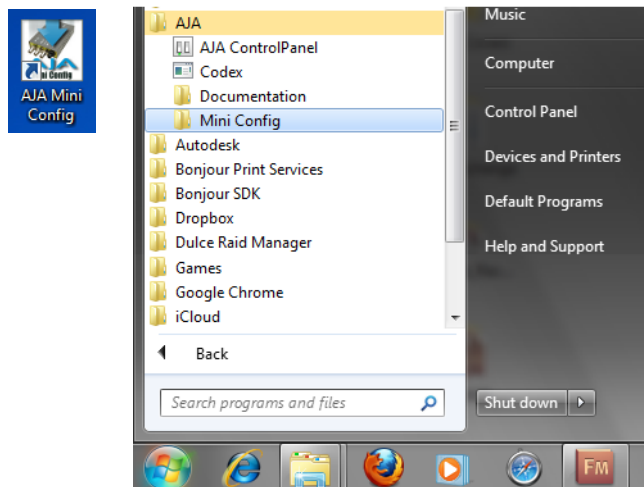 ni Config
AJA Mini
Config
AJA
AJA ControlPanel
Codex
Documentation
Mini Config
Autodesk
Bonjour Print Services
Bonjour SDK
Dropbox
Dulce Raid Manager
Games
Google Chrome
iCloud
Back
Search programs and files
Music
Computer
Control Panel
Devices and Printers
Default Programs
Help and Support
Shut down
FM